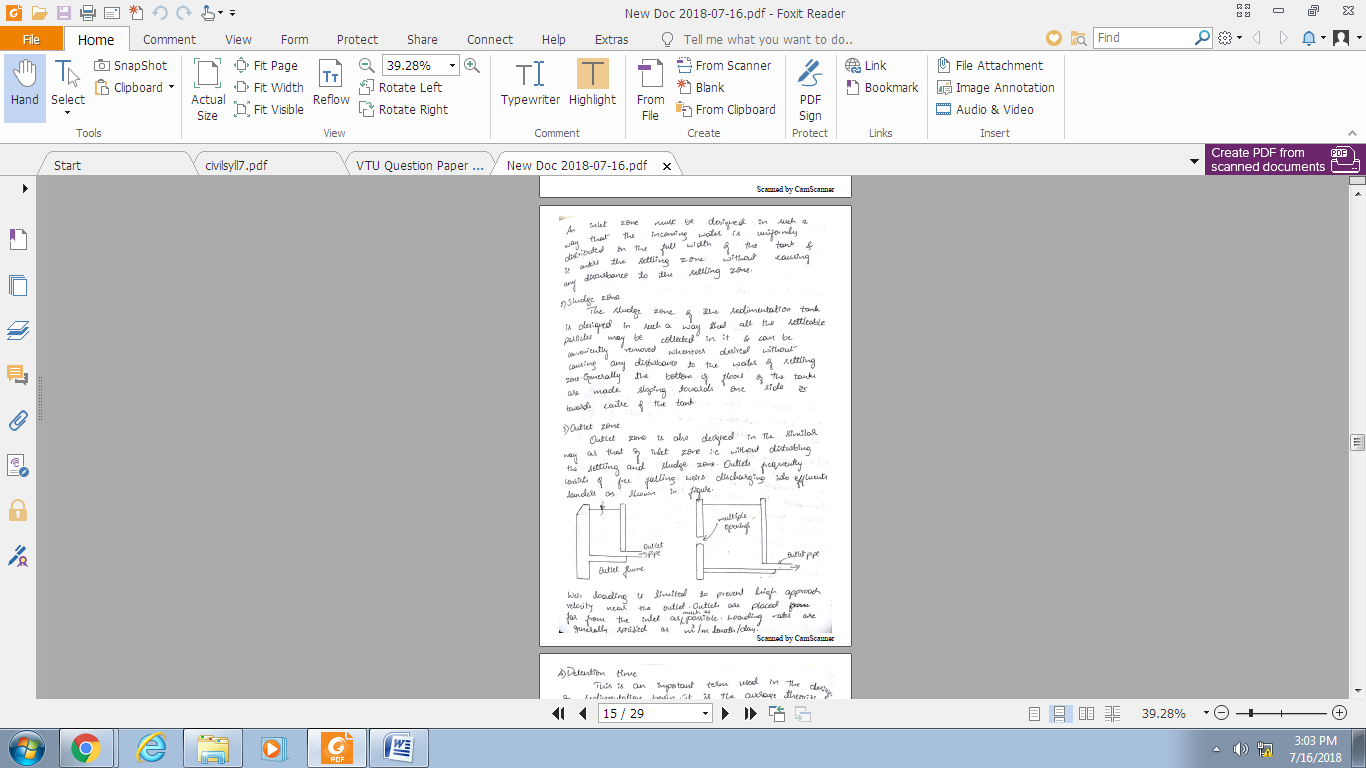 New Doc 2018-07-16.pdf - Foxit Reader
File Home Comment View Form Protect Share Connect Help Extras Tell me what you want to do.. Find
Hand
Select
SnapShot
Clipboard
Tools
Actual Size
Fit Page
Fit Width
Fit Visible
Reflow
39.28%
Rotate Left
Rotate Right
View
Typewriter
Highlight
Comment
From File
From Scanner
Blank
From Clipboard
Create
PDF Sign
Protect
Link
Bookmark
Links
File Attachment
Image Annotation
Audio & Video
Insert
Start civilsyll7.pdf VTU Question Paper ... New Doc 2018-07-16.pdf
Create PDF from
scanned documents
PDF
Scanned by CamScanner
An inlet zone must be designed in such a
way that the incoming water is uniformly
distributed on the full width of the tank &
it enters the settling zone without causing
any disturbance to the settling zone.
2) Sludge zone
The sludge zone of the sedimentation tank
is designed in such a way that all the settleable
particles may be collected in it & can be
conveniently removed whenever desired without
causing any disturbance to the water of settling
zone. Generally the bottom of floors of the tanks
are made sloping towards one side or
towards centre of the tank.
3) Outlet zone
Outlet zone is also designed in the similar
way as that of inlet zone i.e without distrubing
the settling and sludge zone. Outlets frequently
consists of free falling weirs discharging into effluents
launders as shown in figure.
outlet pipe
Outlet flume
multiple openings
Outlet pipe
Weir loading is limited to prevent high approach
velocity near the outlet. Outlets are placed from
far from the inlet as much as possible. Loading rates are
generally specified as m³/m length/day.
Scanned by CamScanner
4) Detention time
This is an important term used in the design
of sedimentation basin it is the average
15 / 29
39.28%
PDF
3:03 PM
7/16/2018